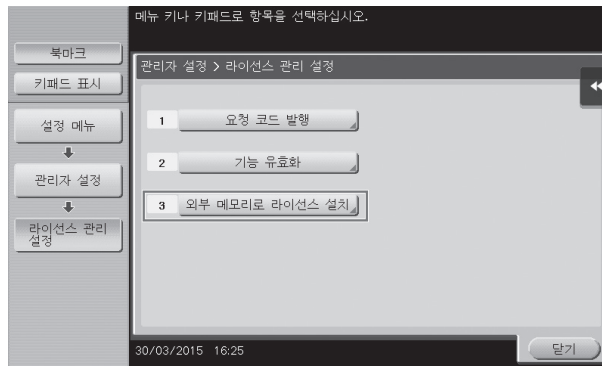 메뉴 키나 키패드로 항목을 선택하십시오.
북마크
키패드 표시
설정 메뉴
관리자 설정
라이선스 관리
설정
관리자 설정 > 라이선스 관리 설정
1 요청 코드 발행
2 기능 유효화
3 외부 메모리로 라이선스 설치
30/03/2015 16:25
닫기